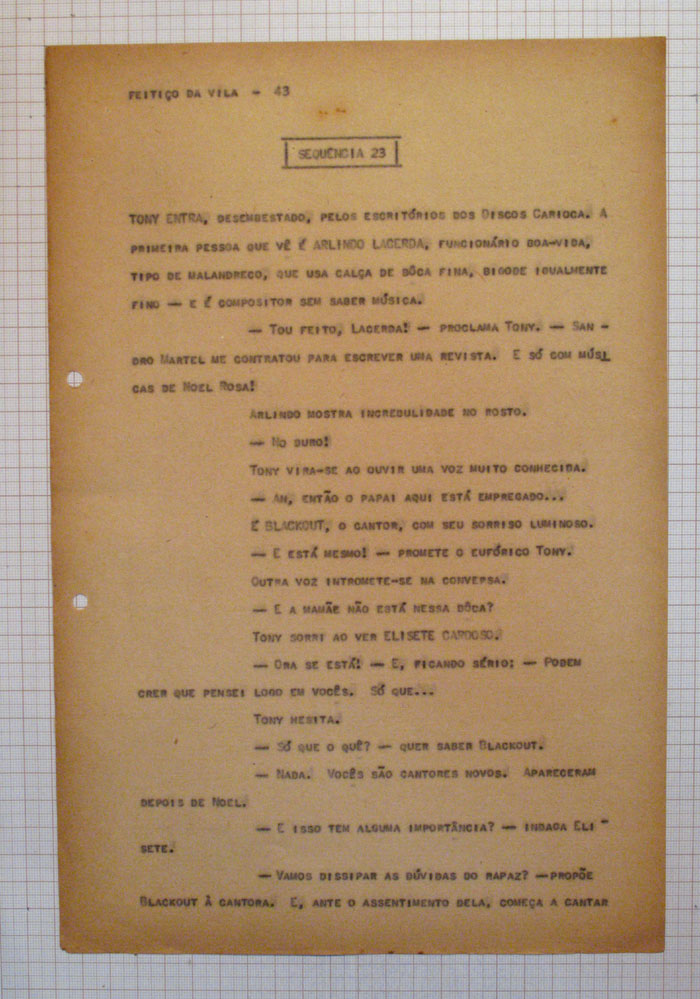 FEITIÇO DA VILA - 43
SEQUÊNCIA 23
TONY ENTRA, DESEMBESTADO, PELOS ESCRITÓRIOS DOS DISCOS CARIOCA. A
PRIMEIRA PESSOA QUE VÊ É ARLINDO LACERDA, FUNCIONÁRIO BOA-VIDA,
TIPO DE MALANDRECO, QUE USA CALÇA DE BÔCA FINA, BIGODE IGUALMENTE
FINO — E É COMPOSITOR SEM SABER MÚSICA.
— TOU FEITO, LACERDA! — PROCLAMA TONY. — SAN -
DRO MARTEL ME CONTRATOU PARA ESCREVER UMA REVISTA. E SÓ COM MÚSI
CAS DE NOEL ROSA!
ARLINDO MOSTRA INCREDULIDADE NO ROSTO.
— NO DURO!
TONY VIRA-SE AO OUVIR UMA VOZ MUITO CONHECIDA.
— AH, ENTÃO O PAPAI AQUI ESTÁ EMPREGADO...
É BLACKOUT, O CANTOR, COM SEU SORRISO LUMINOSO.
— E ESTÁ MESMO! — PROMETE O EUFÓRICO TONY.
OUTRA VOZ INTROMETE-SE NA CONVERSA.
— E A MAMÃE NÃO ESTÁ NESSA BÔCA?
TONY SORRI AO VER ELISETE CARDOSO.
— ORA SE ESTÁ! — E, FICANDO SÉRIO: — PODEM
CRER QUE PENSEI LOGO EM VOCÊS. SÓ QUE...
TONY HESITA.
— SÓ QUE O QUÊ? — QUER SABER BLACKOUT.
— NADA. VOCÊS SÃO CANTORES NOVOS. APARECERAM
DEPOIS DE NOEL.
— E ISSO TEM ALGUMA IMPORTÂNCIA? — INDAGA ELI -
SETE.
— VAMOS DISSIPAR AS DÚVIDAS DO RAPAZ? —PROPÕE
BLACKOUT À CANTORA. E, ANTE O ASSENTIMENTO DELA, COMEÇA A CANTAR